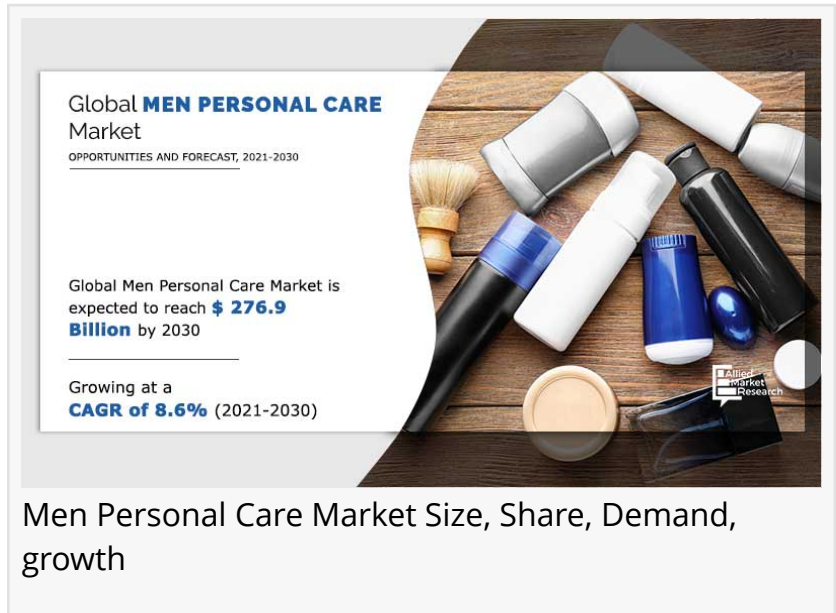 Global MEN PERSONAL CARE
Market
OPPORTUNITIES AND FORECAST, 2021-2030
Global Men Personal Care Market is
expected to reach $ 276.9
Billion by 2030
Growing at a
CAGR of 8.6% (2021-2030)
Allied
Market
Research
Men Personal Care Market Size, Share, Demand,
growth